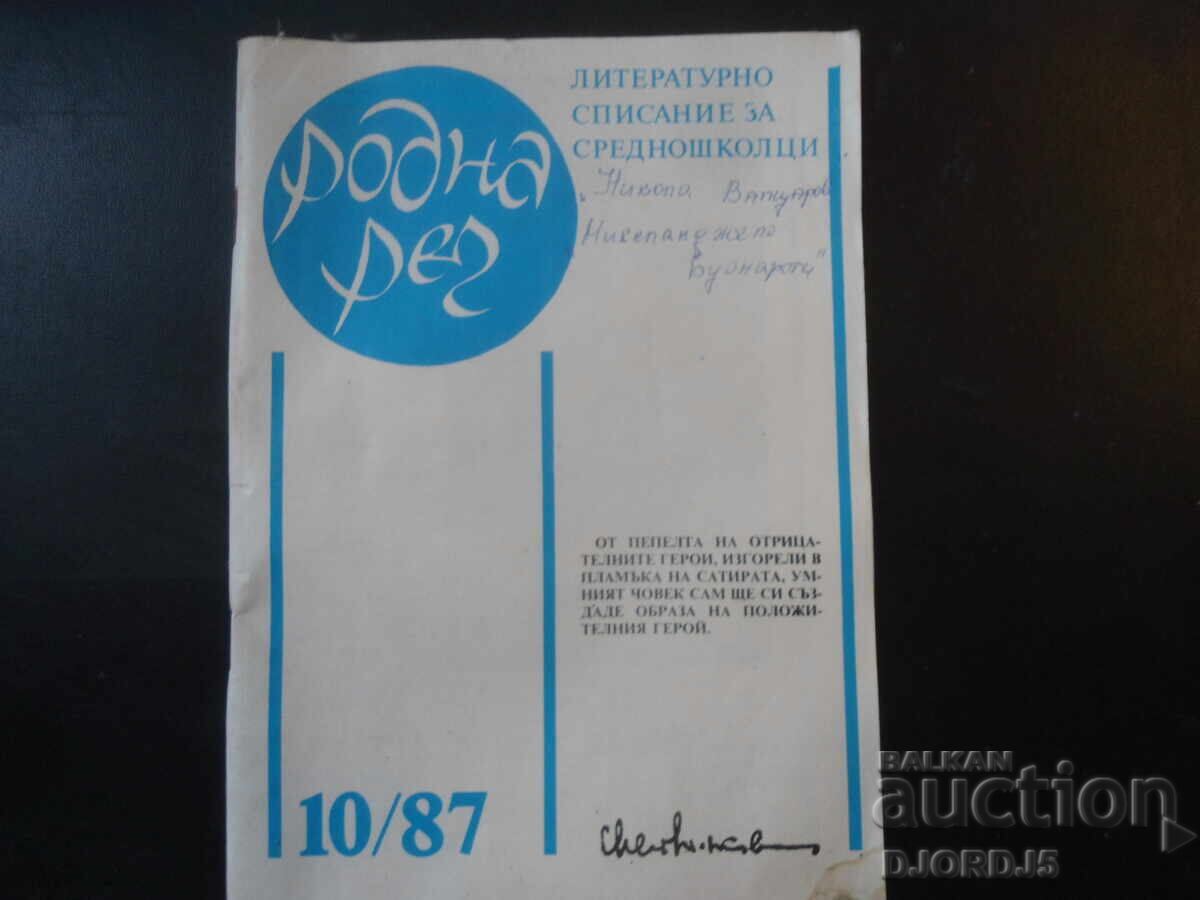 родна
реч
ЛИТЕРАТУРНО
СПИСАНИЕ ЗА
СРЕДНОШКОЛЦИ
"Никола Вапцаров
Микеланджело
Буонароти"
ОТ ПЕПЕЛТА НА ОТРИЦА-
ТЕЛНИТЕ ГЕРОИ, ИЗГОРЕЛИ В
ПЛАМЪКА НА САТИРАТА, УМ-
НИЯТ ЧОВЕК САМ ЩЕ СИ СЪЗ-
ДАДЕ ОБРАЗА НА ПОЛОЖИ-
ТЕЛНИЯ ГЕРОЙ.
10/87
BALKAN
auction
DJORDJ5